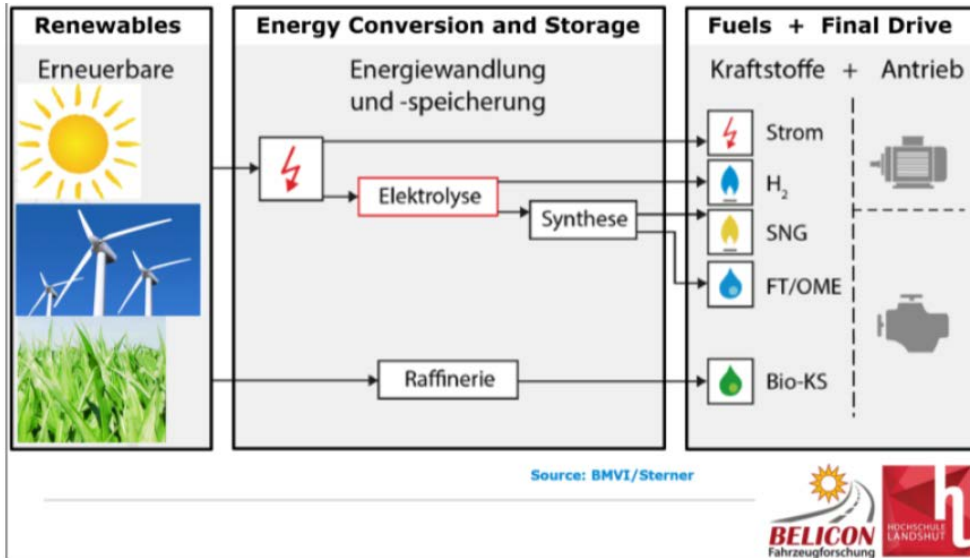 Renewables
Erneuerbare
Energy Conversion and Storage
Energiewandlung
und -speicherung
Elektrolyse
Synthese
Raffinerie
Fuels + Final Drive
Kraftstoffe + Antrieb
Strom
H₂
SNG
FT/OME
Bio-KS
Source: BMVI/Sterner
BELICON
Fahrzeugforschung
HOCHSCHULE
LANDSHUT